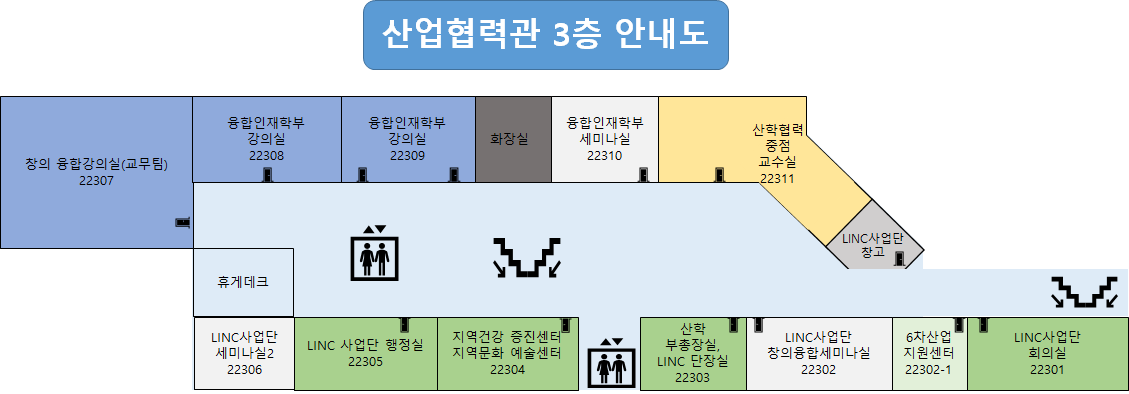 산업협력관 3층 안내도
창의 융합강의실(교무팀)
22307
융합인재학부
강의실
22308
융합인재학부
강의실
22309
화장실
융합인재학부
세미나실
22310
산학협력
중점
교수실
22311
LINC사업단
창고
휴게데크
LINC사업단
세미나실2
22306
LINC 사업단 행정실
22305
지역건강 증진센터
지역문화 예술센터
22304
산학
부총장실,
LINC 단장실
22303
LINC사업단
창의융합세미나실
22302
6차산업
지원센터
22302-1
LINC사업단
회의실
22301